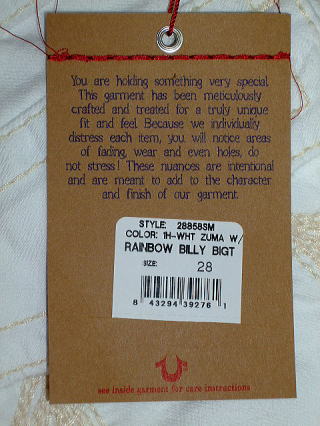 You are holding something very special.
This garment has been meticulously
crafted and treated for a truly unique
fit and feel. Because we individually
distress each item, you will notice areas
of fading, wear and even holes, do
not stress! These nuances are intentional
and are meant to add to the character
and finish of our garment.
STYLE: 28858SM
COLOR: 1H-WHT ZUMA W/
RAINBOW BILLY BIGT
SIZE: 28
8 43294 39276 1
see inside garment for care instructions